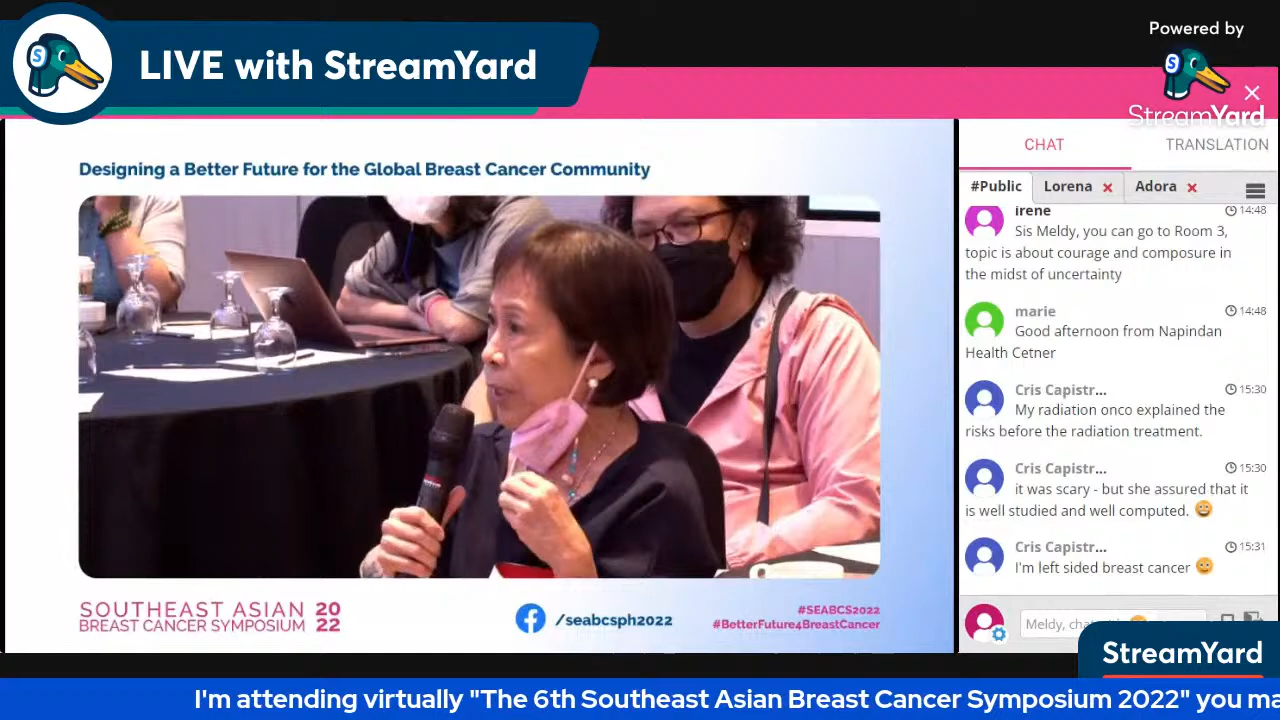 LIVE with StreamYard
Powered by
StreamYard
Designing a Better Future for the Global Breast Cancer Community
SOUTHEAST ASIAN
BREAST CANCER SYMPOSIUM
20
22
/seabcsph2022
#SEABCS2022
#BetterFuture4BreastCancer
CHAT
TRANSLATION
#Public
Lorena
Adora
irene
14:48
Sis Meldy, you can go to Room 3,
topic is about courage and composure in
the midst of uncertainty
marie
14:48
Good afternoon from Napindan
Health Cetner
Cris Capistr...
15:30
My radiation onco explained the
risks before the radiation treatment.
Cris Capistr...
15:30
it was scary - but she assured that it
is well studied and well computed.
Cris Capistr...
15:31
I'm left sided breast cancer
Meldy,
StreamYard
I'm attending virtually "The 6th Southeast Asian Breast Cancer Symposium 2022" you ma